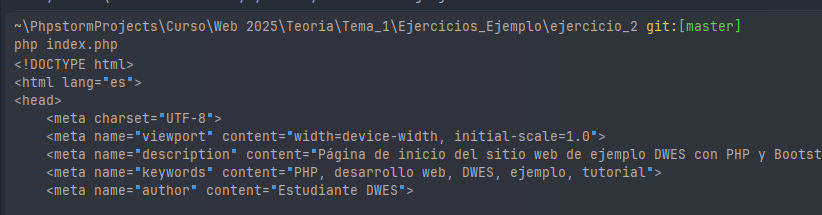 ~\PhpstormProjects\Curso\Web 2025\Teoria\Tema_1\Ejercicios_Ejemplo\ejercicio_2 git:[master]
php index.php
<!DOCTYPE html>
<html lang="es">
<head>
    <meta charset="UTF-8">
    <meta name="viewport" content="width=device-width, initial-scale=1.0">
    <meta name="description" content="Página de inicio del sitio web de ejemplo DWES con PHP y Bootst
    <meta name="keywords" content="PHP, desarrollo web, DWES, ejemplo, tutorial">
    <meta name="author" content="Estudiante DWES">